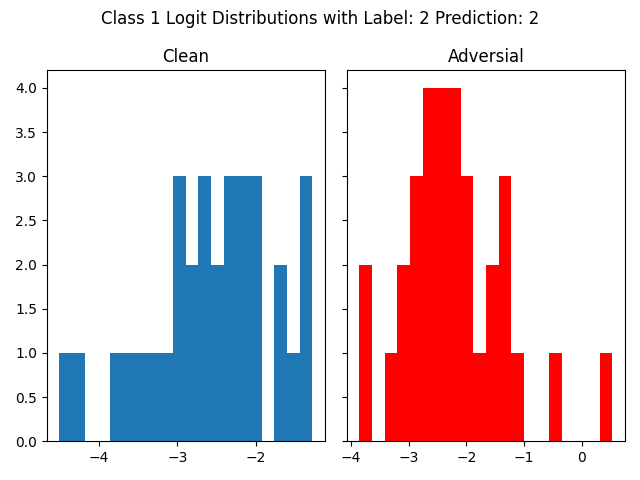 Class 1 Logit Distributions with Label: 2 Prediction: 2
Clean
Adversial
4.0
3.5
3.0
2.5
2.0
1.5
1.0
0.5
0.0
−4 −3 −2
−4 −3 −2 −1 0